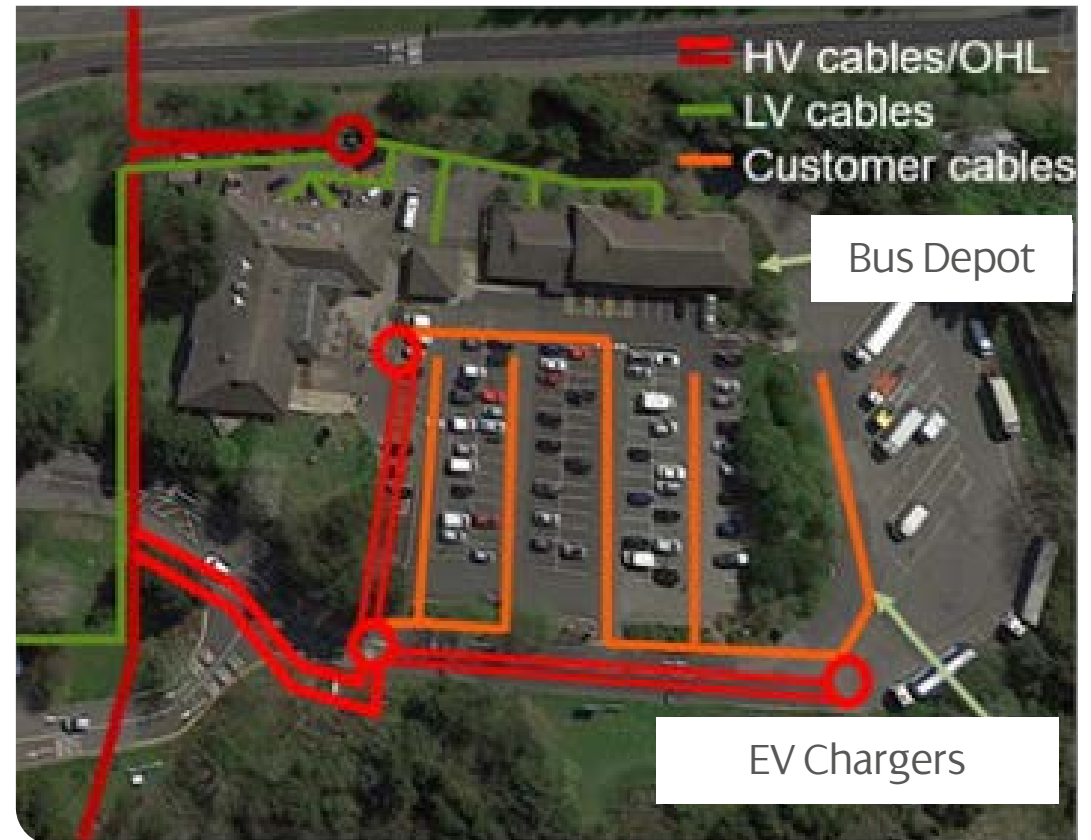 HV cables/OHL
LV cables
Customer cables
Bus Depot
EV Chargers